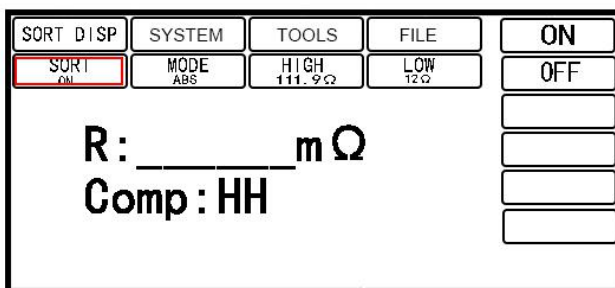 SORT DISP SYSTEM TOOLS FILE ON
SORT MODE HIGH LOW OFF
ON ABS 111.9Ω 12Ω
R:______mΩ
Comp:HH